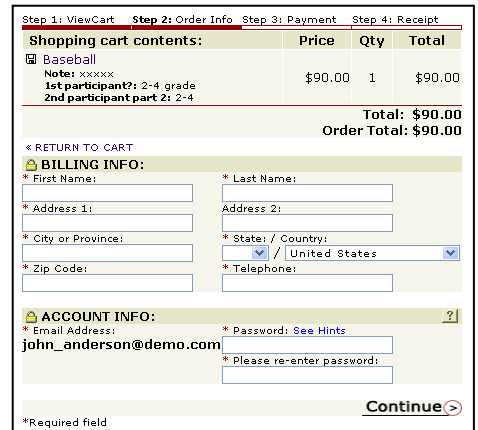 Step 1: ViewCart Step 2: Order Info Step 3: Payment Step 4: Receipt
Shopping cart contents: Price Qty Total
Baseball
Note: xxxxx
1st participant?: 2-4 grade
2nd participant part 2: 2-4
$90.00 1 $90.00
Total: $90.00
Order Total: $90.00
« RETURN TO CART
BILLING INFO:
* First Name: * Last Name:
* Address 1: Address 2:
* City or Province: * State: / Country:
/ United States
* Zip Code: * Telephone:
ACCOUNT INFO: ?
* Email Address: * Password: See Hints
john_anderson@demo.com
* Please re-enter password:
Continue >
*Required field